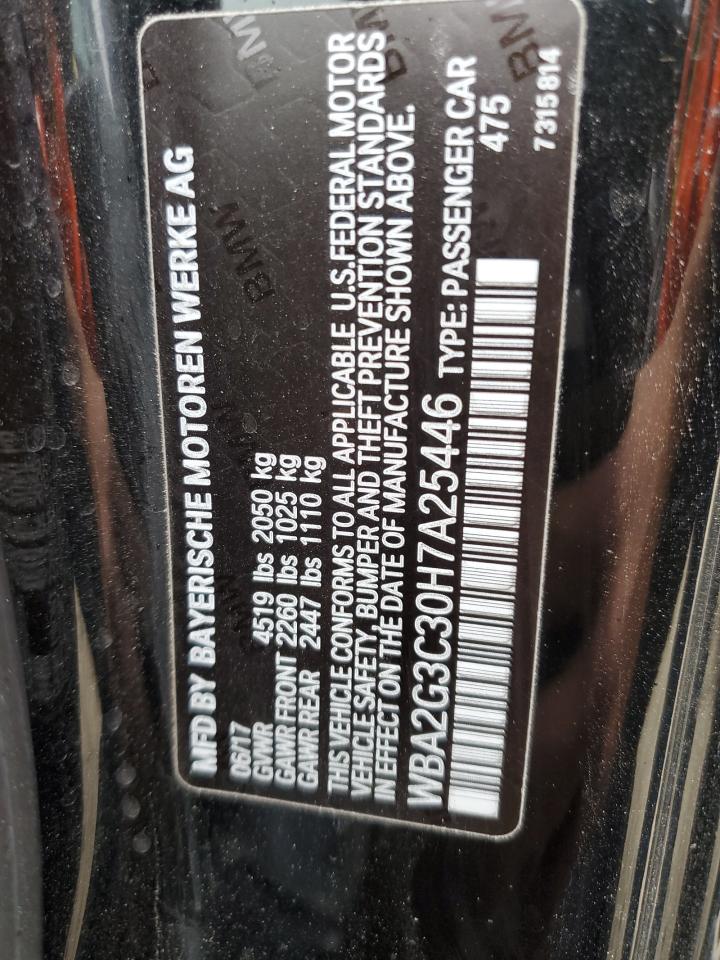 MFD BY BAYERISCHE MOTOREN WERKE AG
06/17
GVWR 4519 lbs 2050 kg
GAWR FRONT 2260 lbs 1025 kg
GAWR REAR 2447 lbs 1110 kg
THIS VEHICLE CONFORMS TO ALL APPLICABLE U.S. FEDERAL MOTOR
VEHICLE SAFETY, BUMPER AND THEFT PREVENTION STANDARDS
IN EFFECT ON THE DATE OF MANUFACTURE SHOWN ABOVE.
WBA2G3C30H7A25446 TYPE: PASSENGER CAR
475
7 315 814
BMW
BMW
BMW